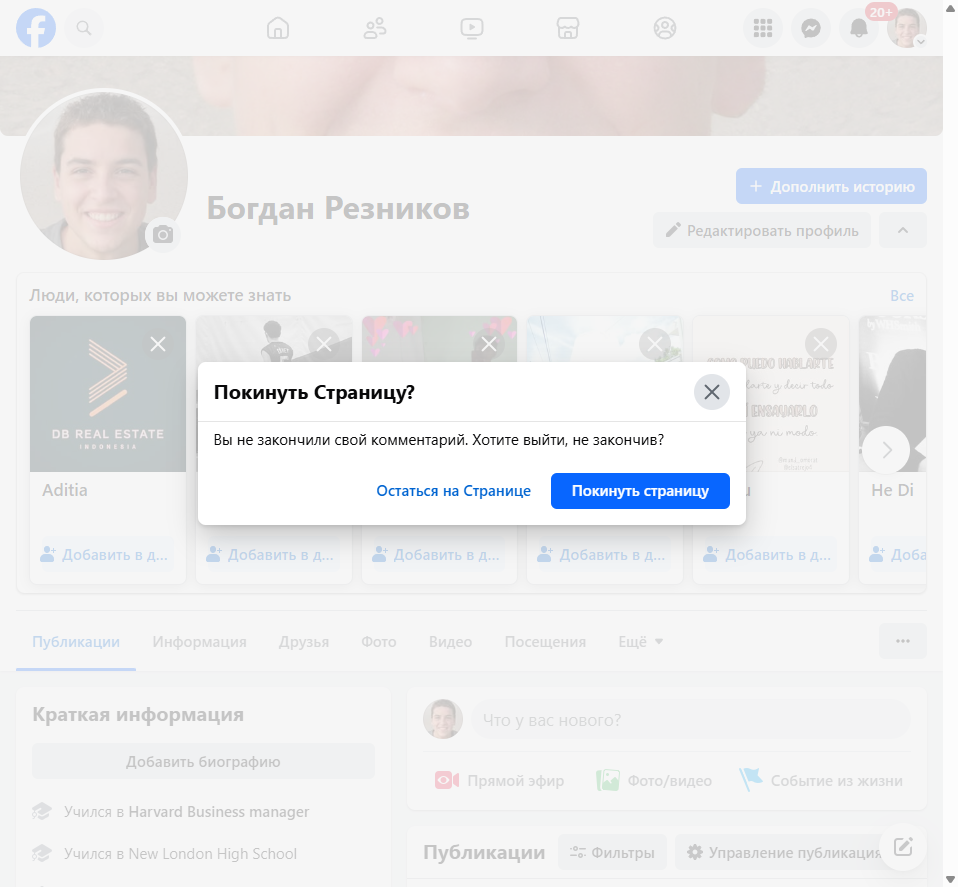 20+
Богдан Резников
Дополнить историю
Редактировать профиль
Люди, которых вы можете знать
Все
DB REAL ESTATE
INDONESIA
Покинуть Страницу?
Вы не закончили свой комментарий. Хотите выйти, не закончив?
Остаться на Странице
Покинуть страницу
Aditia
He Di
Добавить в д...
Добавить в д...
Добавить в д...
Добавить в д...
Добавить в д...
Доба
Публикации
Информация
Друзья
Фото
Видео
Посещения
Ещё
Краткая информация
Добавить биографию
Учился в Harvard Business manager
Учился в New London High School
Что у вас нового?
Прямой эфир
Фото/видео
Событие из жизни
Публикации
Фильтры
Управление публикация